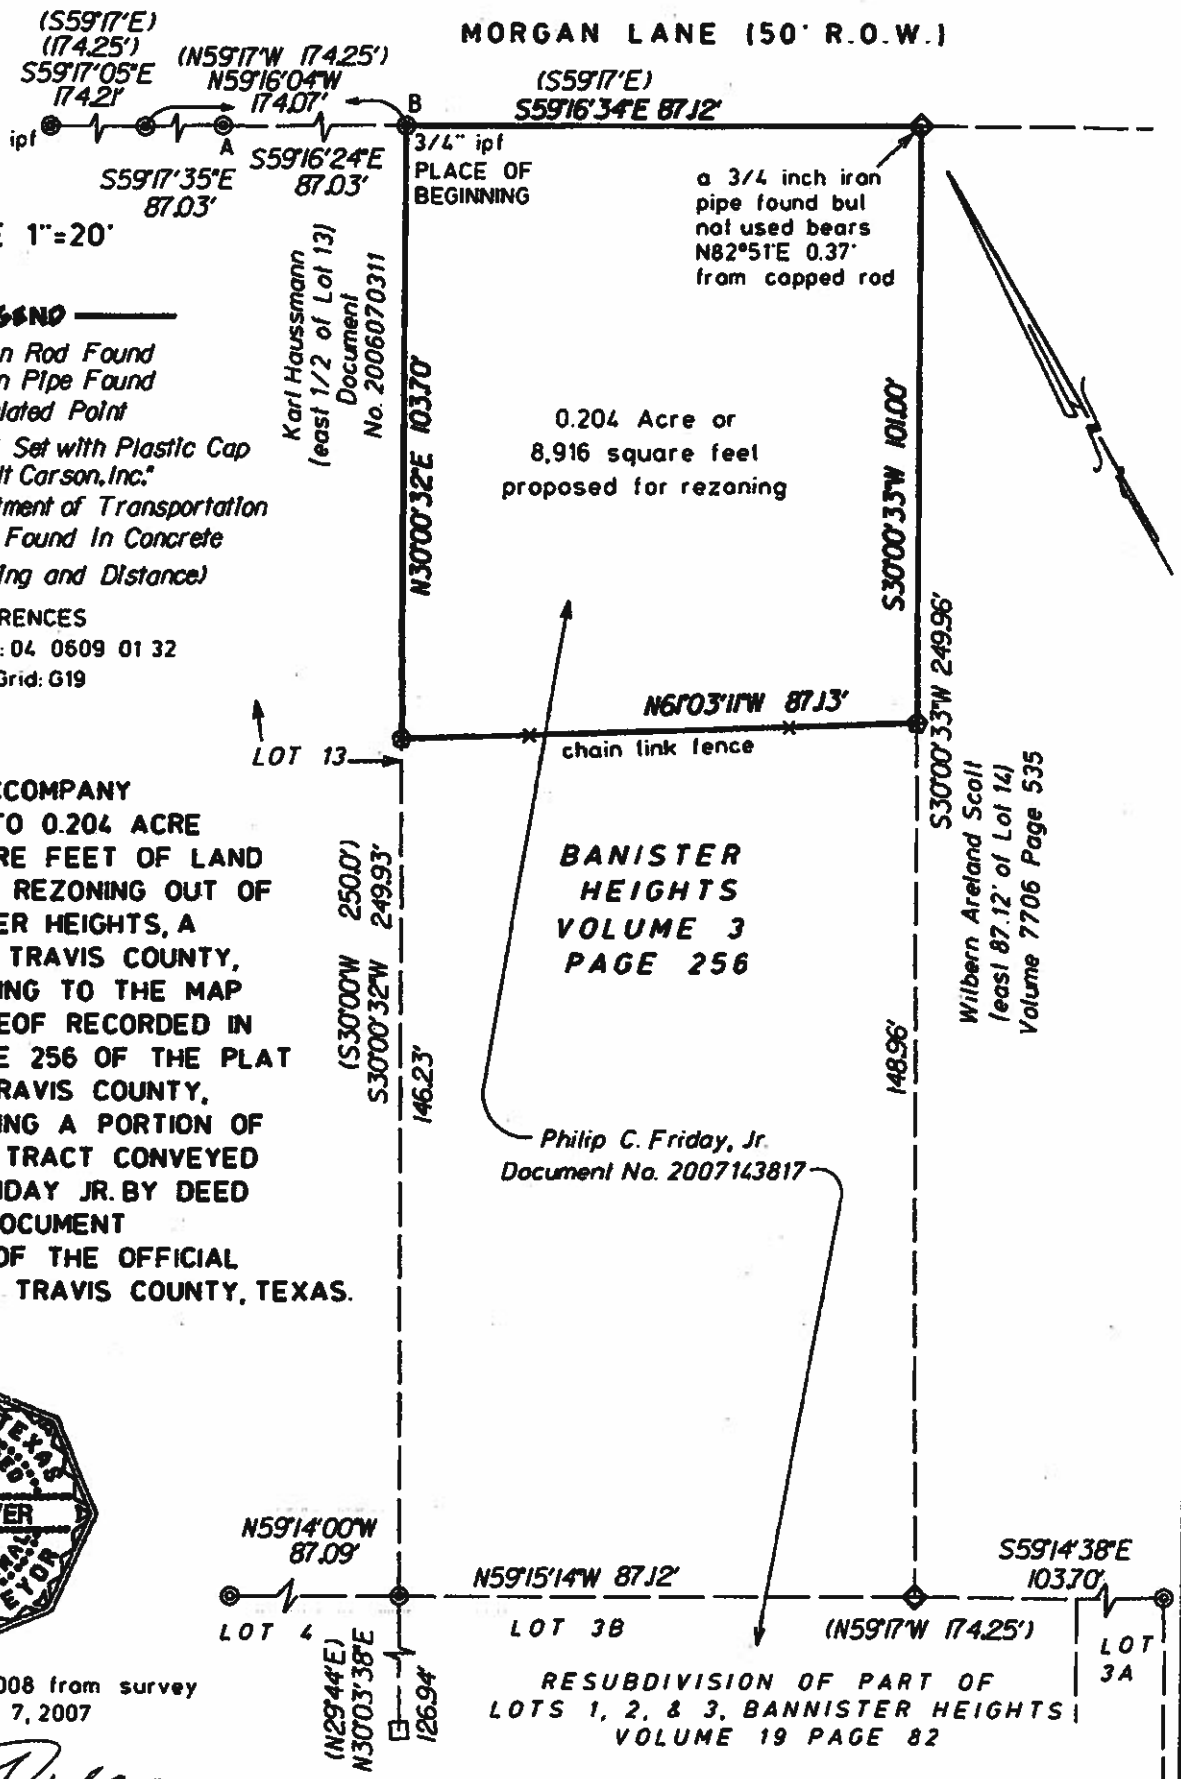 MORGAN LANE (50' R.O.W.)
(S59°17'E)
(174.25')
S59°17'05"E
174.21'
(N59°17'W 174.25')
N59°16'04"W
174.07'
(S59°17'E)
S59°16'34"E 87.12'
ipf
A
B
S59°17'35"E
87.03'
S59°16'24"E
87.03'
3/4" ipf
PLACE OF
BEGINNING
a 3/4 inch iron
pipe found but
not used bears
N82°51'E 0.37'
from capped rod
E 1"=20'
Karl Haussmann
(east 1/2 of Lot 13)
Document
No. 2006070311
N30°00'32"E 103.70'
0.204 Acre or
8,916 square feet
proposed for rezoning
S30°00'33"W 101.00'
GEND
n Rod Found
n Pipe Found
lated Point
Set with Plastic Cap
lt Carson, Inc."
tment of Transportation
Found In Concrete
ing and Distance)
RENCES
: 04 0609 01 32
Grid: G19
N61°03'11"W 87.13'
chain link fence
LOT 13
S30°00'33"W 249.96'
Wilbern Areland Scott
(east 87.12' of Lot 14)
Volume 7706 Page 535
CCOMPANY
TO 0.204 ACRE
RE FEET OF LAND
REZONING OUT OF
ER HEIGHTS, A
TRAVIS COUNTY,
ING TO THE MAP
EOF RECORDED IN
E 256 OF THE PLAT
RAVIS COUNTY,
ING A PORTION OF
TRACT CONVEYED
IDAY JR. BY DEED
OCUMENT
OF THE OFFICIAL
TRAVIS COUNTY, TEXAS.
(S30°00'W 250.0')
S30°00'32"W 249.93'
146.23'
BANISTER
HEIGHTS
VOLUME 3
PAGE 256
148.96'
Philip C. Friday, Jr.
Document No. 2007143817
TEXAS
VER
N59°14'00"W
87.09'
N59°15'14"W 87.12'
S59°14'38"E
103.70'
LOT 4
LOT 3B
(N59°17'W 174.25')
LOT
3A
(N29°44'E)
N30°03'38"E
126.94'
RESUBDIVISION OF PART OF
LOTS 1, 2, & 3, BANNISTER HEIGHTS
VOLUME 19 PAGE 82
008 from survey
7, 2007